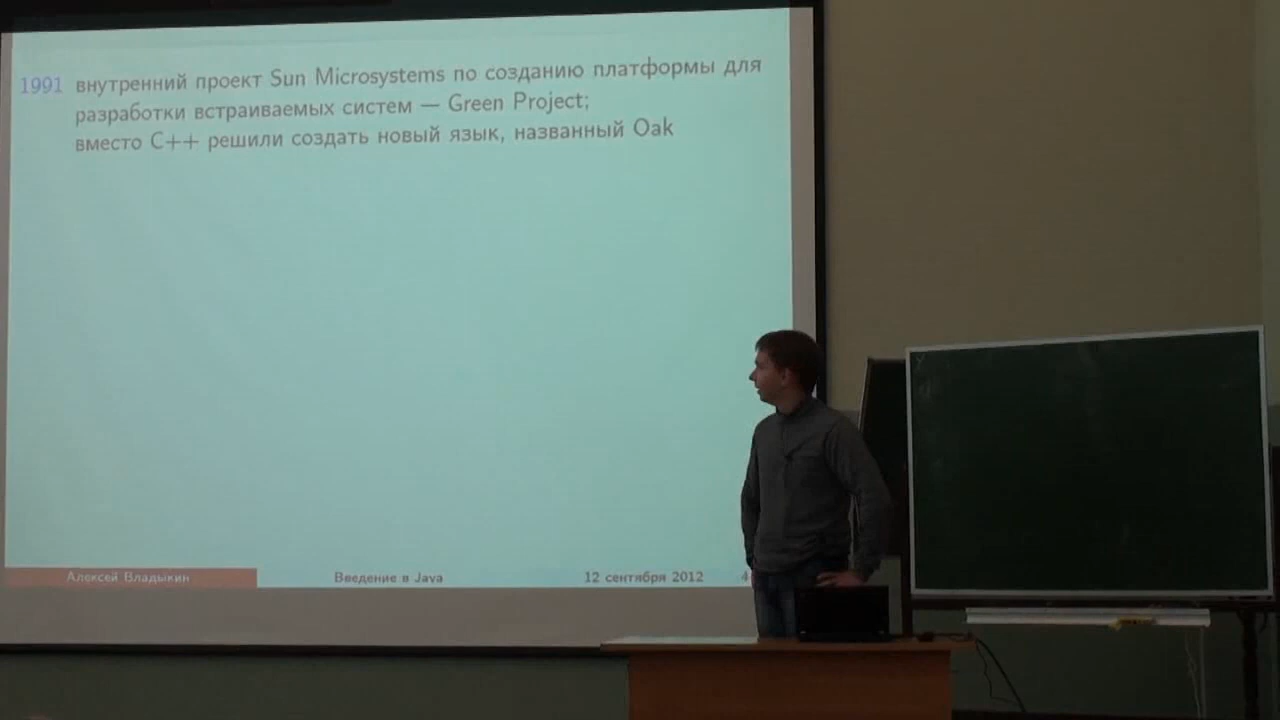 1991 внутренний проект Sun Microsystems по созданию платформы для
разработки встраиваемых систем — Green Project;
вместо C++ решили создать новый язык, названный Oak
Алексей Владыкин Введение в Java 12 сентября 2012 4